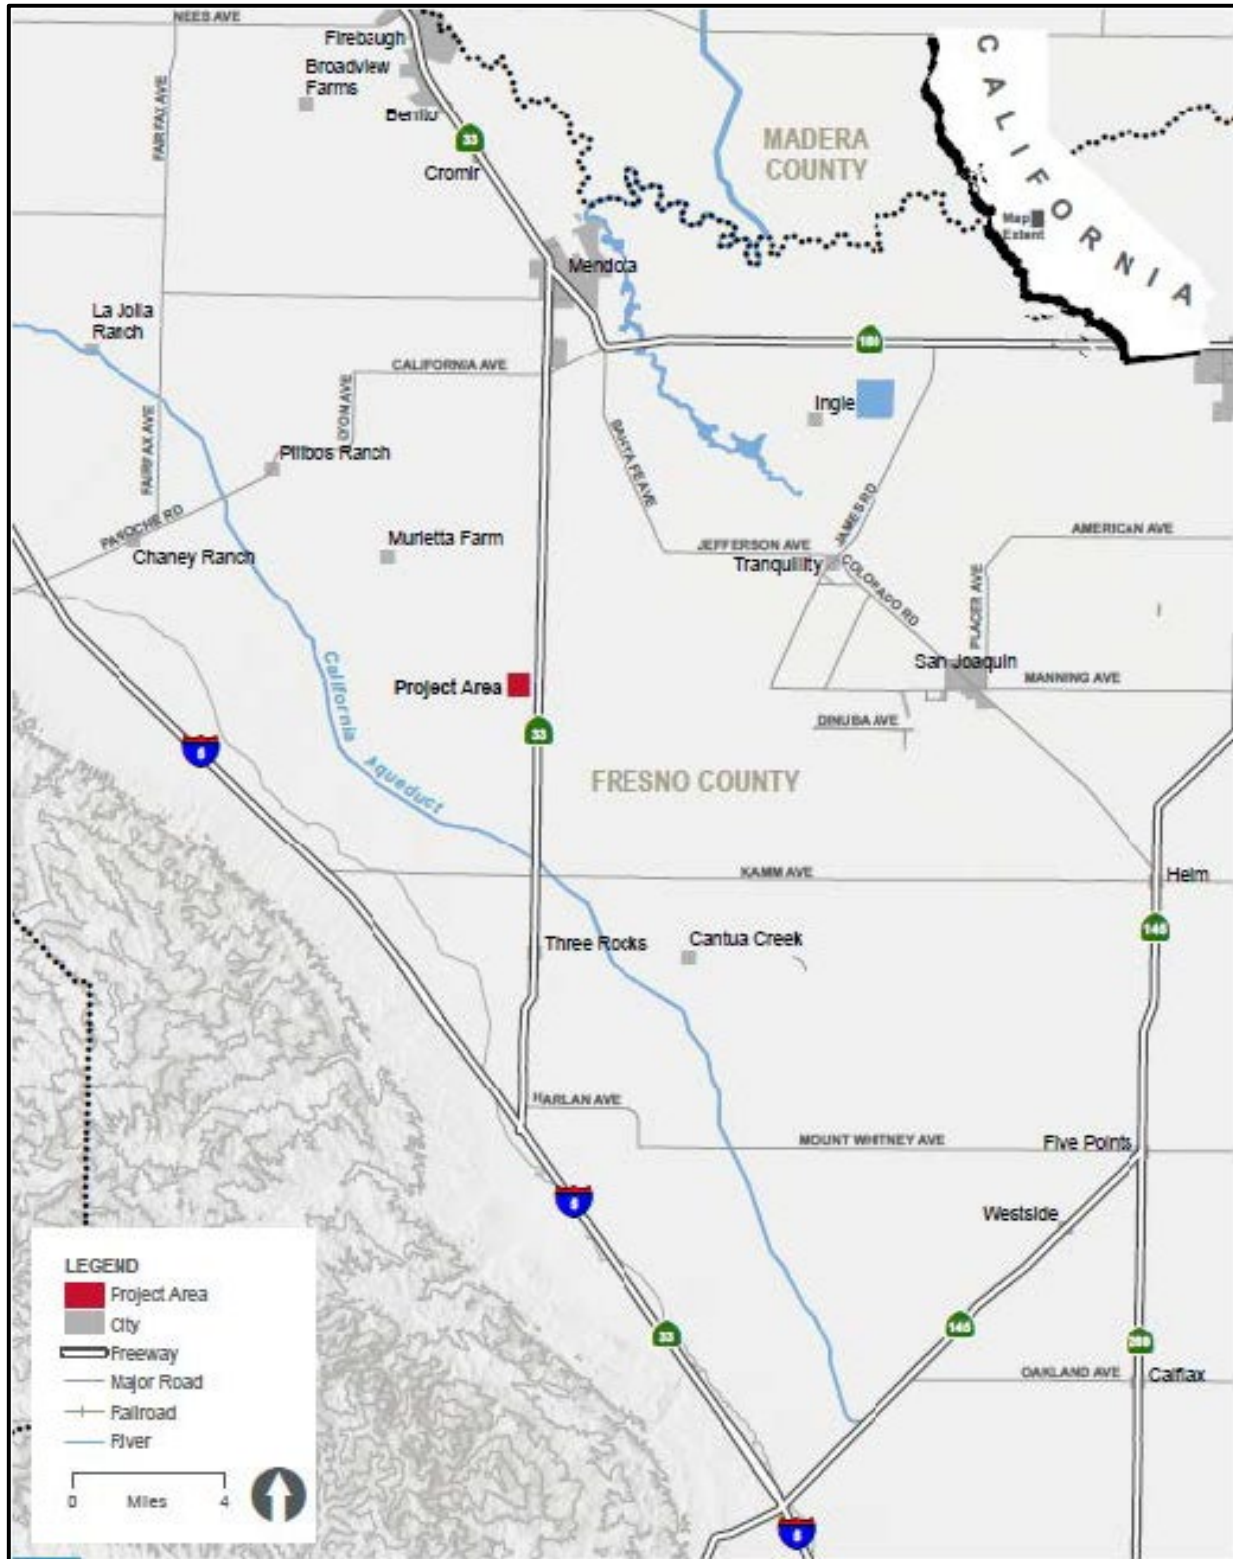 NEES AVE
Firebaugh
Broadview
Farms
FAIRFAX AVE
Benito
33
Cromir
MADERA
COUNTY
CALIFORNIA
Map
Extent
Mendota
La Jolla
Ranch
180
CALIFORNIA AVE
LYON AVE
Ingle
FAIRFAX AVE
SANTA FE AVE
Pilibos Ranch
PANOCHE RD
Chaney Ranch
Murietta Farm
JAMES RD
JEFFERSON AVE
AMERICAN AVE
Tranquillity
COLORADO RD
PLACER AVE
San Joaquin
Project Area
MANNING AVE
California
Aqueduct
33
DINUBA AVE
5
FRESNO COUNTY
KAMM AVE
Helm
145
Three Rocks
Cantua Creek
HARLAN AVE
MOUNT WHITNEY AVE
Five Points
5
Westside
33
145
269
OAKLAND AVE
Calflax
5
LEGEND
Project Area
City
Freeway
Major Road
Railroad
River
0 Miles 4